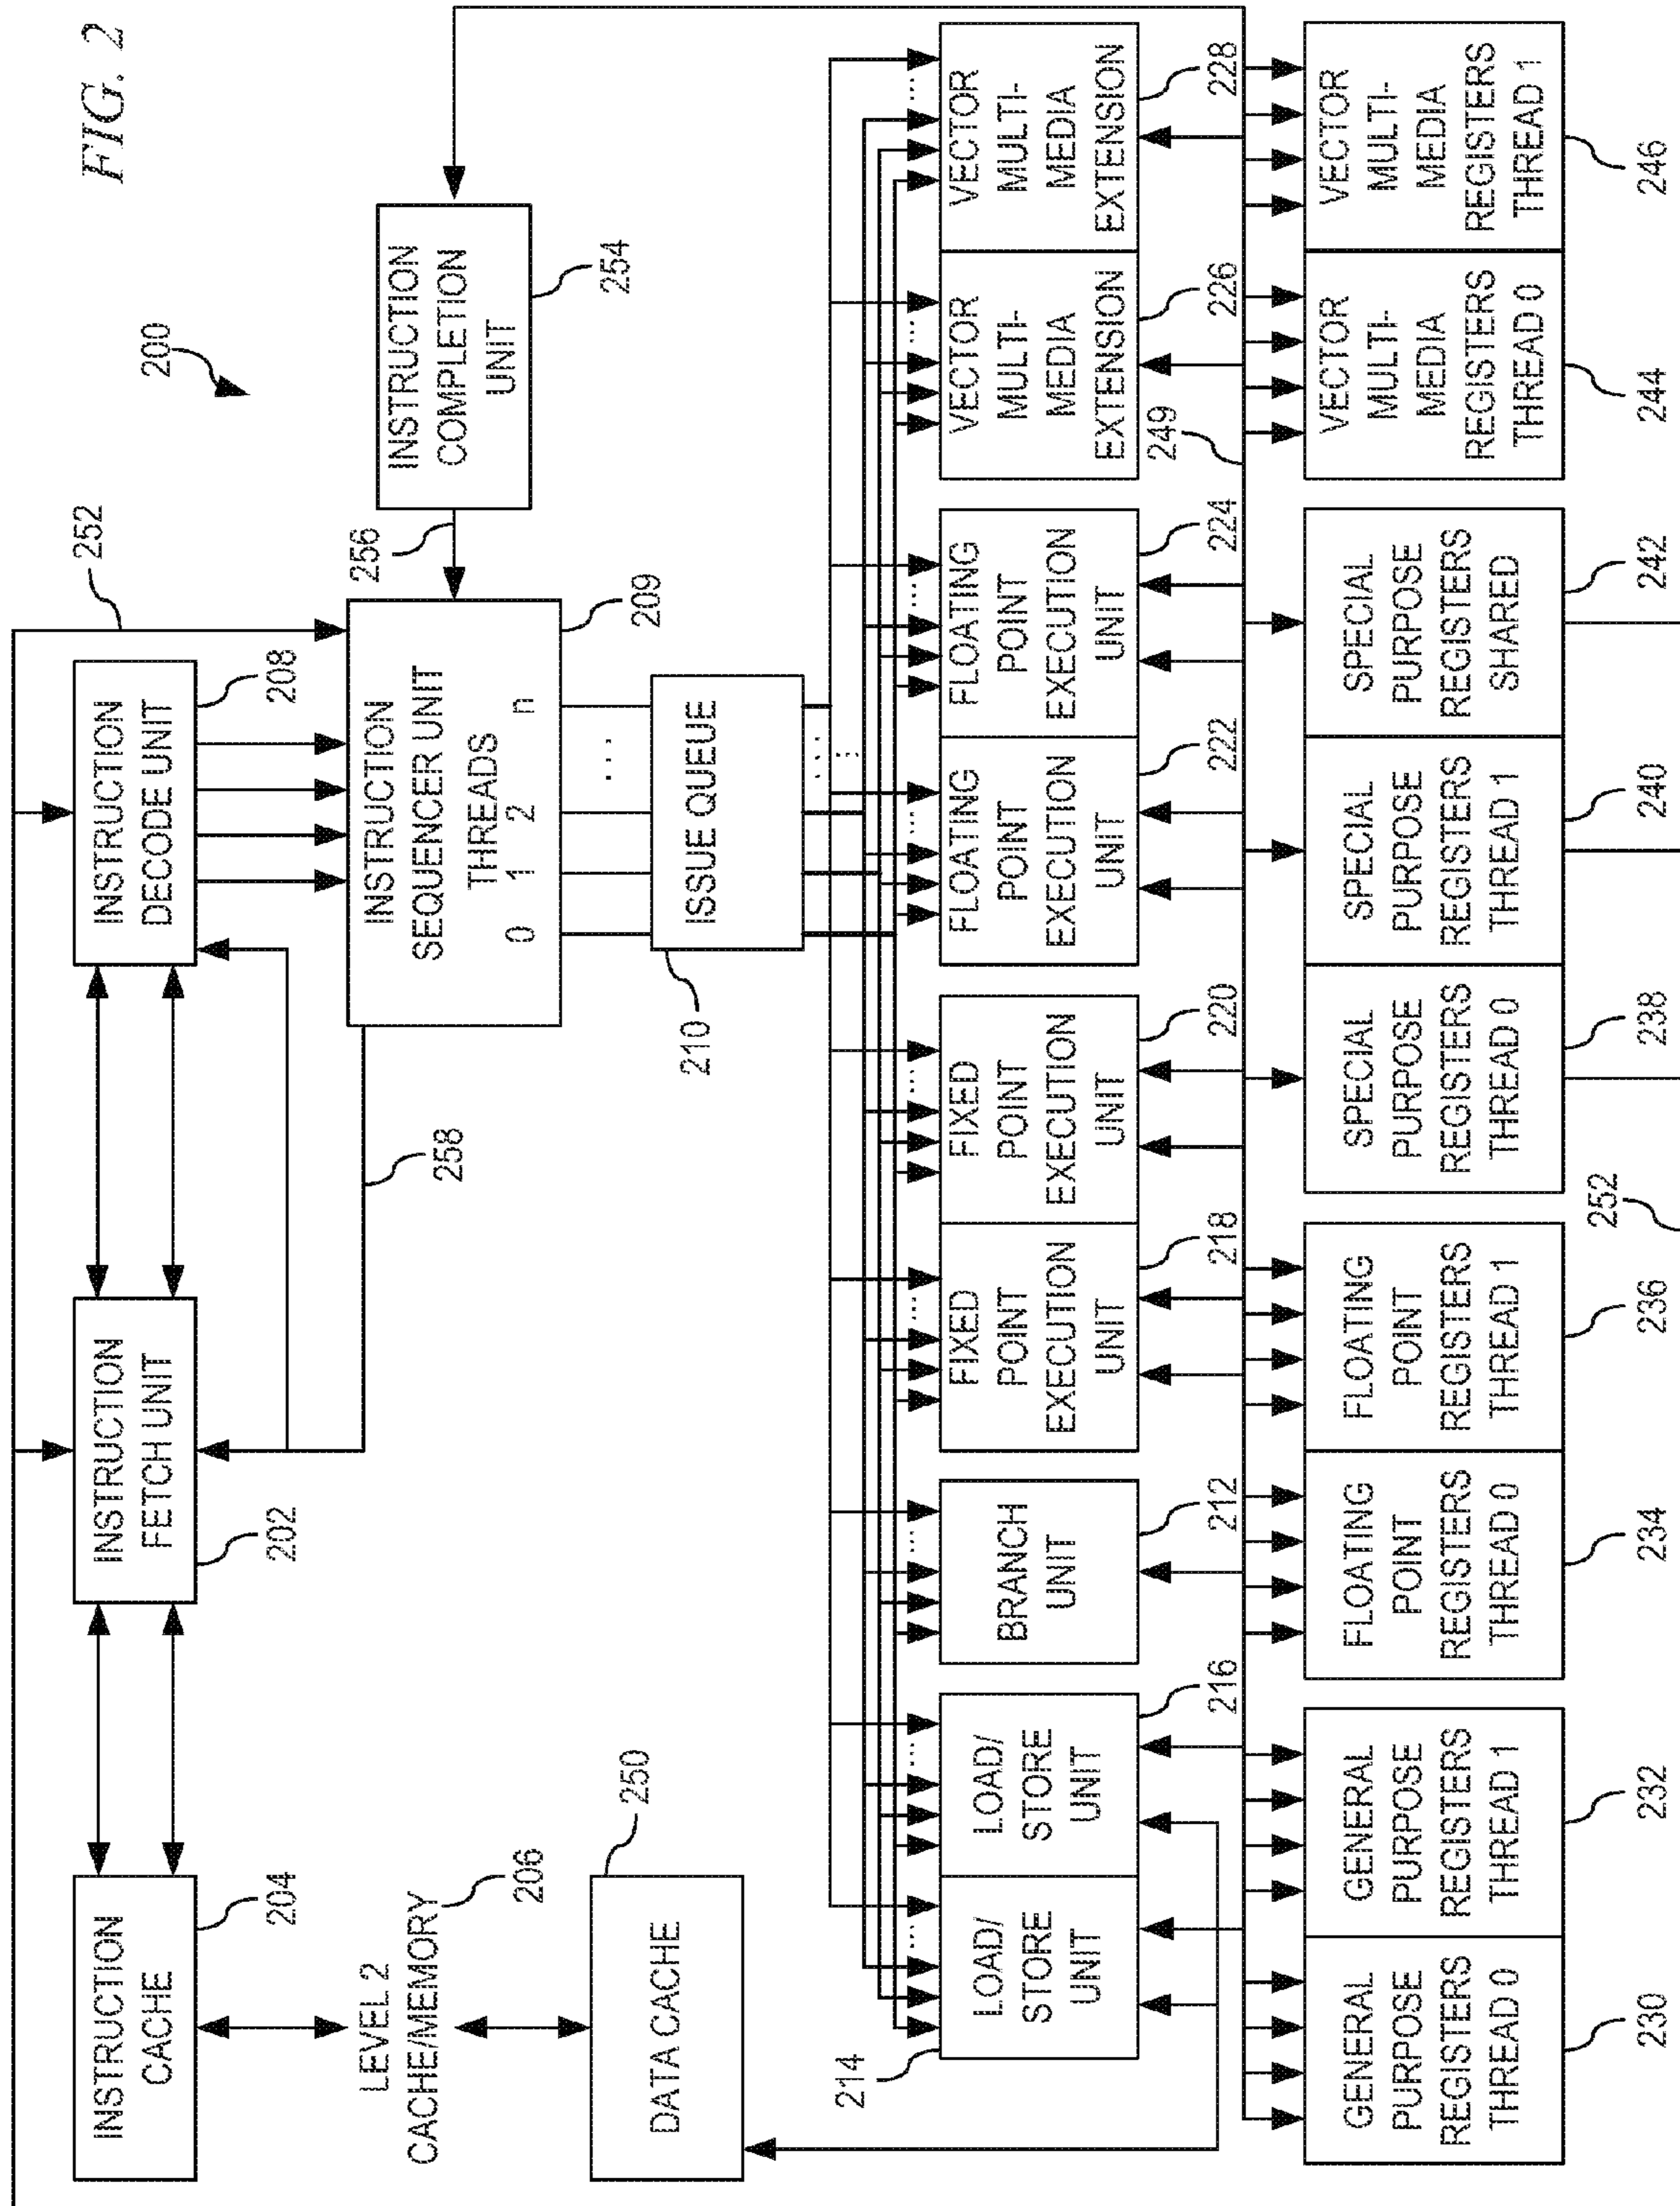 FIG. 2
200
252
INSTRUCTION
CACHE
204
INSTRUCTION
FETCH UNIT
202
INSTRUCTION
DECODE UNIT
208
LEVEL 2
CACHE/MEMORY
206
258
INSTRUCTION
SEQUENCER UNIT
THREADS
0 1 2 n
209
256
INSTRUCTION
COMPLETION
UNIT
254
DATA CACHE
250
ISSUE QUEUE
210
LOAD/
STORE
UNIT
214
LOAD/
STORE
UNIT
216
BRANCH
UNIT
212
FIXED
POINT
EXECUTION
UNIT
218
FIXED
POINT
EXECUTION
UNIT
220
FLOATING
POINT
EXECUTION
UNIT
222
FLOATING
POINT
EXECUTION
UNIT
224
VECTOR
MULTI-
MEDIA
EXTENSION
226
VECTOR
MULTI-
MEDIA
EXTENSION
228
249
GENERAL
PURPOSE
REGISTERS
THREAD 0
230
GENERAL
PURPOSE
REGISTERS
THREAD 1
232
FLOATING
POINT
REGISTERS
THREAD 0
234
FLOATING
POINT
REGISTERS
THREAD 1
236
SPECIAL
PURPOSE
REGISTERS
THREAD 0
238
SPECIAL
PURPOSE
REGISTERS
THREAD 1
240
SPECIAL
PURPOSE
REGISTERS
SHARED
242
VECTOR
MULTI-
MEDIA
REGISTERS
THREAD 0
244
VECTOR
MULTI-
MEDIA
REGISTERS
THREAD 1
246
252